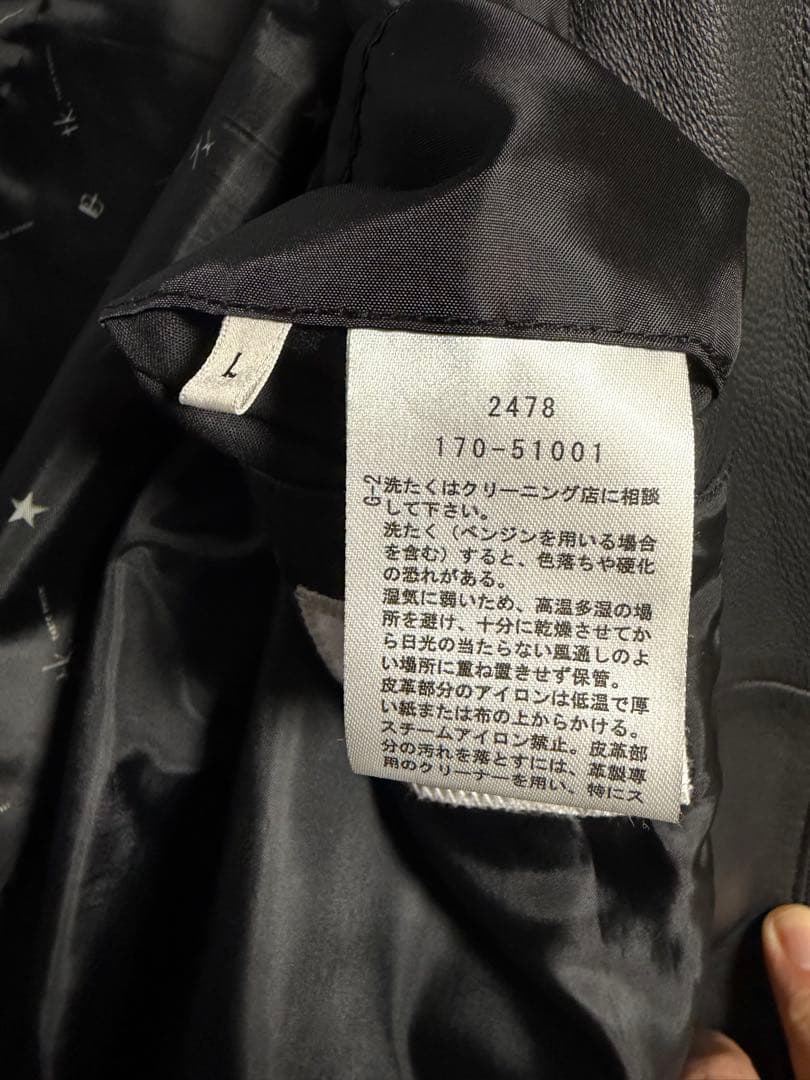 tk.
L
2478
170-51001
G-2
洗たくはクリーニング店に相談
して下さい。
洗たく（ベンジンを用いる場合
を含む）すると、色落ちや硬化
の恐れがある。
湿気に弱いため、高温多湿の場
所を避け、十分に乾燥させてか
ら日光の当たらない風通しのよ
い場所に重ね置きせず保管。
皮革部分のアイロンは低温で厚
い紙または布の上からかける。
スチームアイロン禁止。皮革部
分の汚れを落とすには、革製専
用のクリーナーを用い、特にス